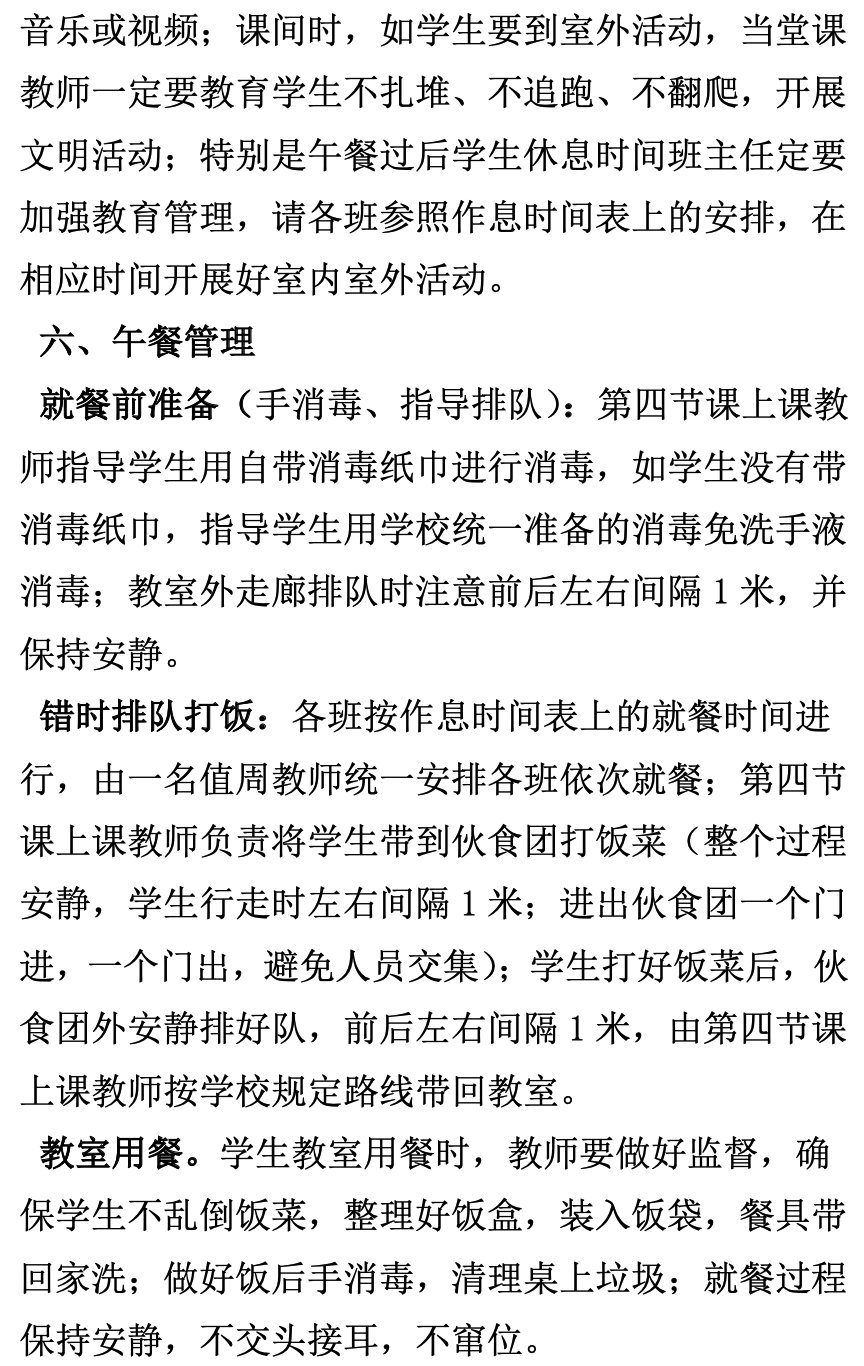 音乐或视频；课间时，如学生要到室外活动，当堂课
教师一定要教育学生不扎堆、不追跑、不翻爬，开展
文明活动；特别是午餐过后学生休息时间班主任定要
加强教育管理，请各班参照作息时间表上的安排，在
相应时间开展好室内室外活动。
六、午餐管理
就餐前准备（手消毒、指导排队）：第四节课上课教
师指导学生用自带消毒纸巾进行消毒，如学生没有带
消毒纸巾，指导学生用学校统一准备的消毒免洗手液
消毒；教室外走廊排队时注意前后左右间隔 1 米，并
保持安静。
错时排队打饭：各班按作息时间表上的就餐时间进
行，由一名值周教师统一安排各班依次就餐；第四节
课上课教师负责将学生带到伙食团打饭菜（整个过程
安静，学生行走时左右间隔 1 米；进出伙食团一个门
进，一个门出，避免人员交集）；学生打好饭菜后，伙
食团外安静排好队，前后左右间隔 1 米，由第四节课
上课教师按学校规定路线带回教室。
教室用餐。学生教室用餐时，教师要做好监督，确
保学生不乱倒饭菜，整理好饭盒，装入饭袋，餐具带
回家洗；做好饭后手消毒，清理桌上垃圾；就餐过程
保持安静，不交头接耳，不窜位。